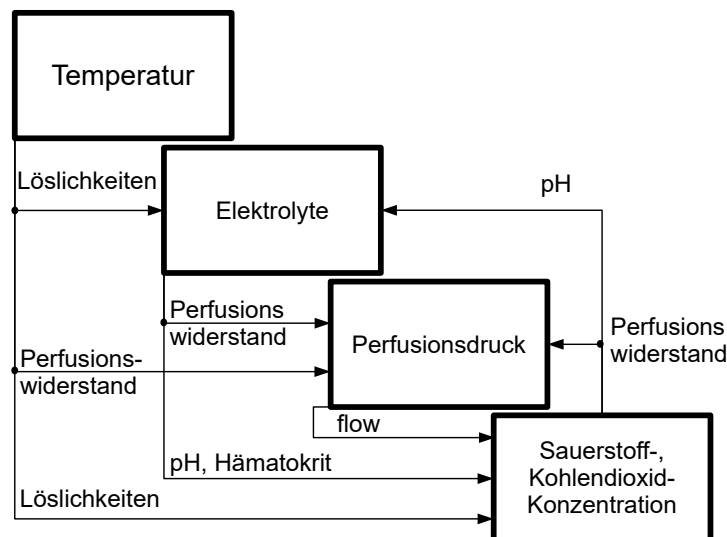 Temperatur
Löslichkeiten
pH
Elektrolyte
Perfusions
widerstand
Perfusionsdruck
Perfusions
widerstand
Perfusions-
widerstand
flow
pH, Hämatokrit
Sauerstoff-,
Kohlendioxid-
Konzentration
Löslichkeiten